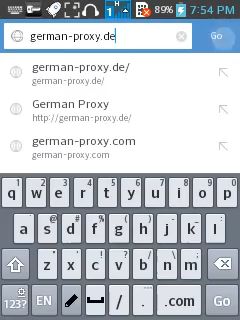 89% 7:54 PM
german-proxy.de Go
german-proxy.de/
german-proxy.de/
German Proxy
http://german-proxy.de/
german-proxy.com
german-proxy.com
q w e r t y u i o p
a s d f g h j k l
z x c v b n m
123? EN / . .com Go